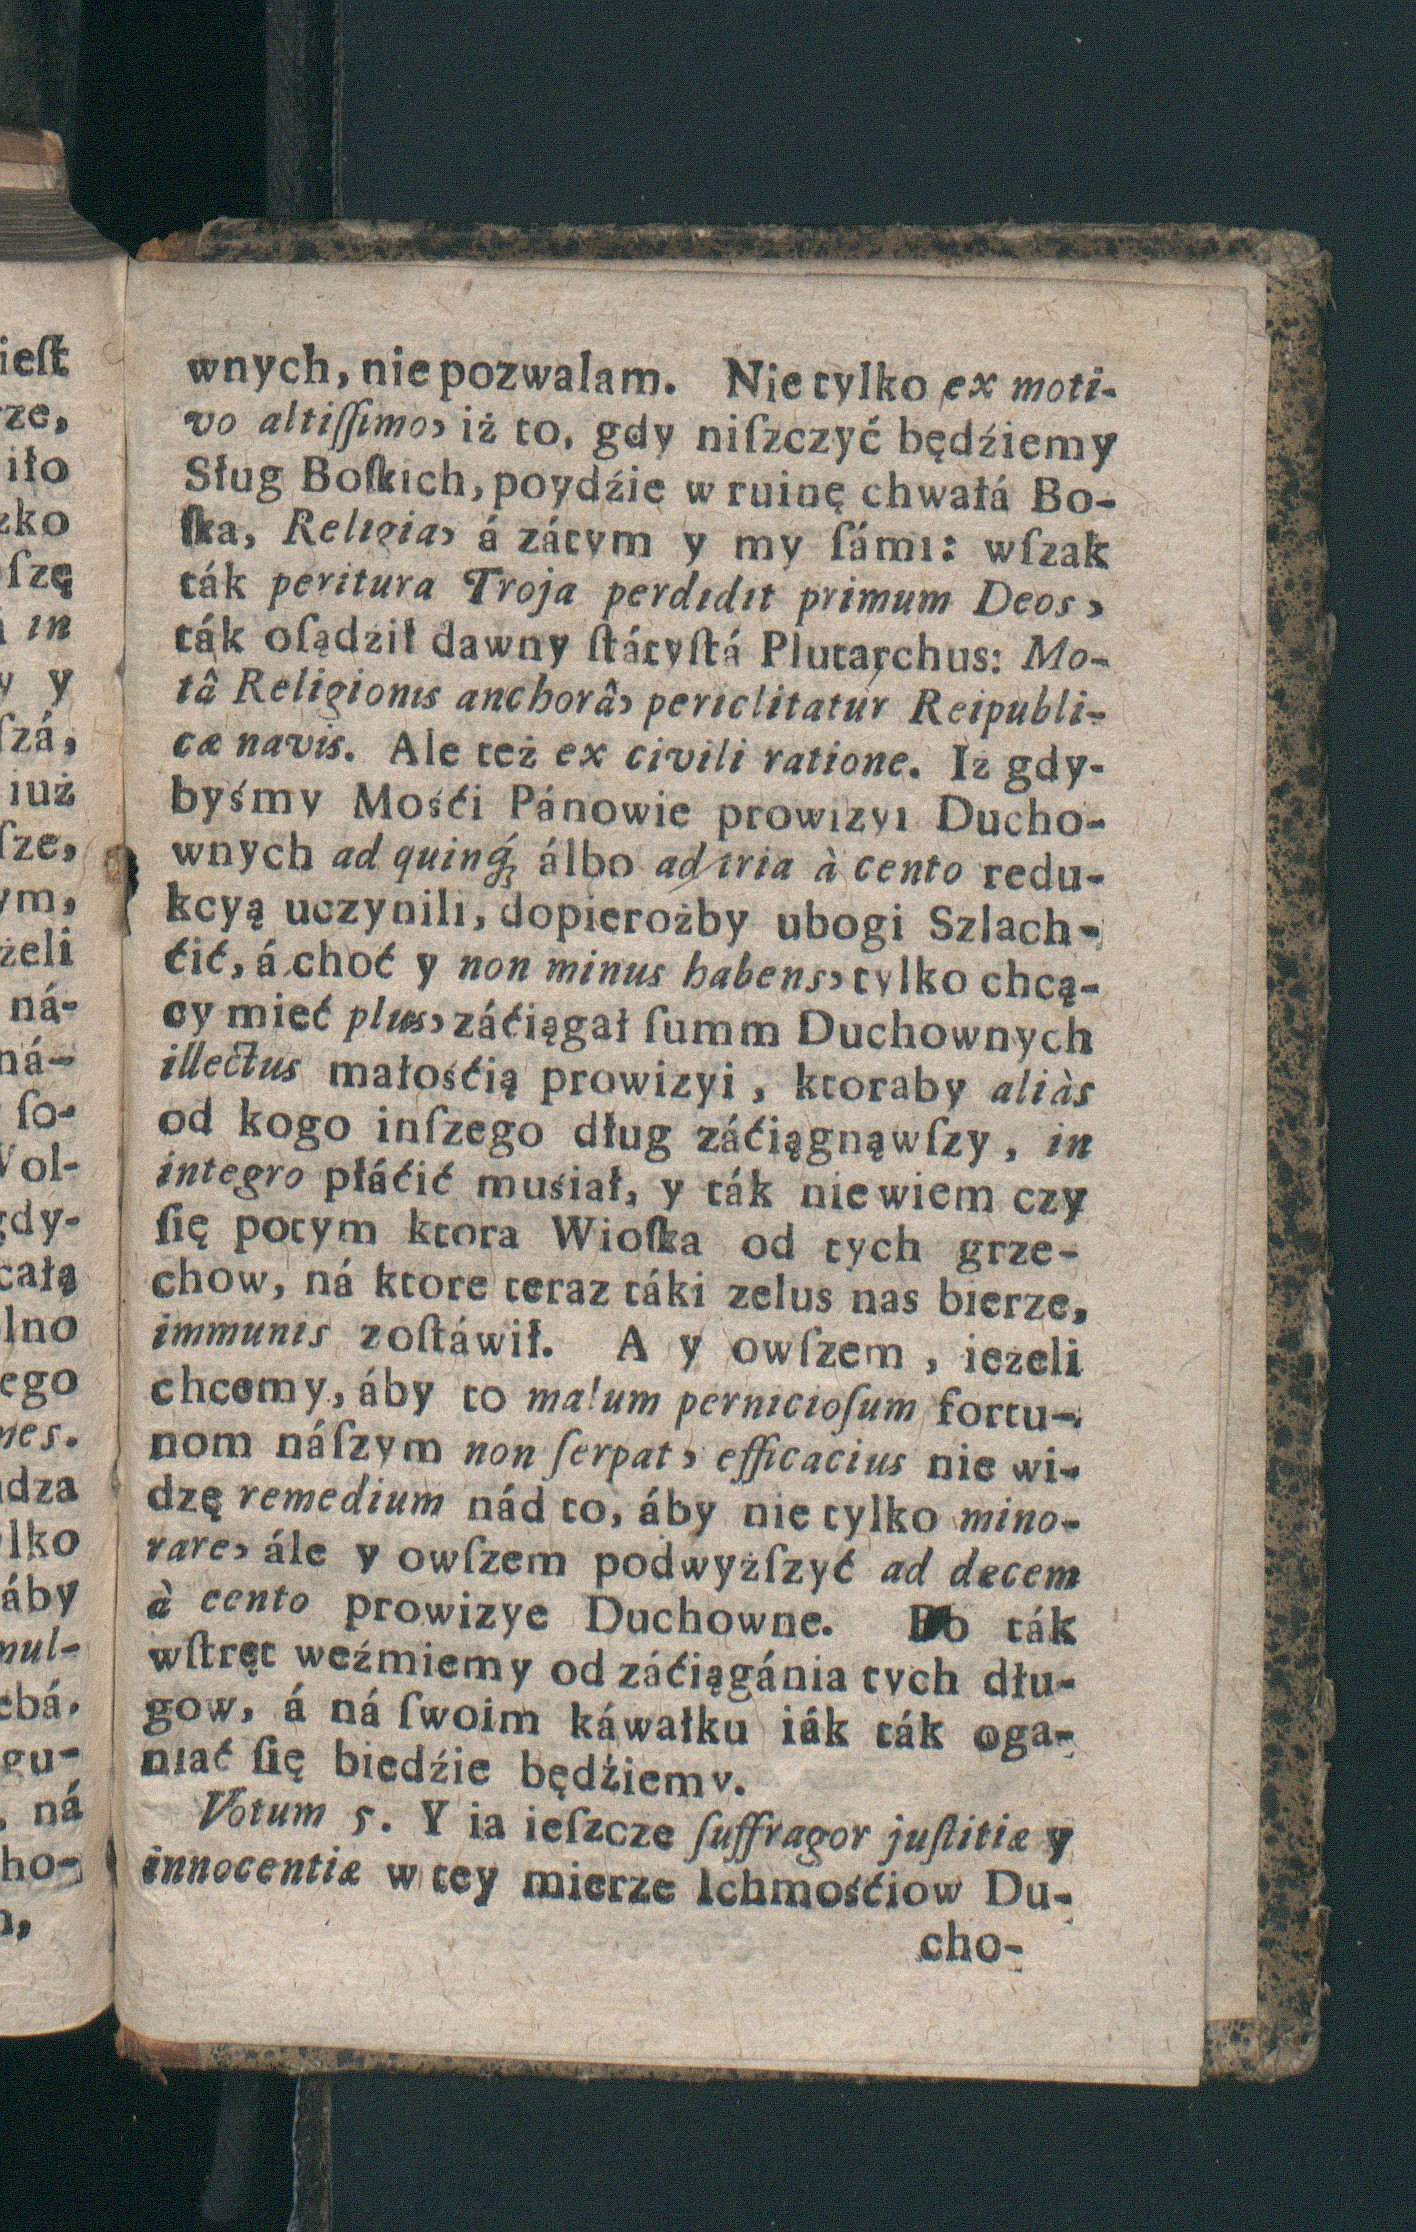 wnych, nie pozwalam. Nie tylko ex moti-
vo altiſſimo, iż to, gdy niſzczyć będźiemy
Sług Boſkich, poydźie w ruinę chwałá Bo-
ſka, Religia, á zátym y my ſámi: wſzak
ták peritura Troja perdidit primum Deos,
ták oſądził dawny ſtátyſtá Plutarchus: Mo-
tâ Religionis anchorâ, periclitatur Reipubli-
cæ navis. Ale też ex civili ratione. Iż gdy-
byśmy Mośći Pánowie prowizyi Ducho-
wnych ad quinq́; álbo ad tria à cento redu-
kcyą uczynili, dopierożby ubogi Szlach-
ćić, á choć y non minus habens, tylko chcą-
cy mieć plus, záćiągał ſumm Duchownych
illectus małośćią prowizyi, ktoraby aliàs
od kogo inſzego dług záćiągnąwſzy, in
integro płáćić muśiał, y ták nie wiem czy
ſię potym ktora Wioſka od tych grze-
chow, ná ktore teraz táki zelus nas bierze,
immunis zoſtáwił. A y owſzem, ieżeli
chcemy, áby to malum pernicioſum fortu-
nom náſzym non ſerpat, efficacius nie wi-
dzę remedium nád to, áby nie tylko mino-
rare, ále y owſzem podwyżſzyć ad decem
à cento prowizye Duchowne. Bo ták
wſtręt weźmiemy od záćiągánia tych dłu-
gow, á ná ſwoim káwałku iák ták oga-
niać ſię biedźie będźiemy.
Votum 5. Y ia ieſzcze ſuffragor juſtitiæ y
innocentiæ w tey mierze Ichmośćiow Du-
cho-